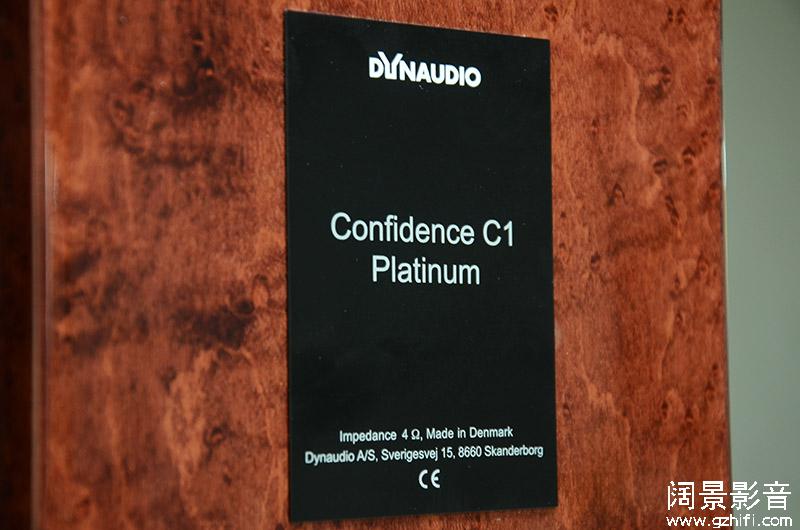 DYNAUDIO
Confidence C1
Platinum
Impedance 4 Ω, Made in Denmark
Dynaudio A/S, Sverigesvej 15, 8660 Skanderborg
CE
阔景影音
www.gzhifi.com